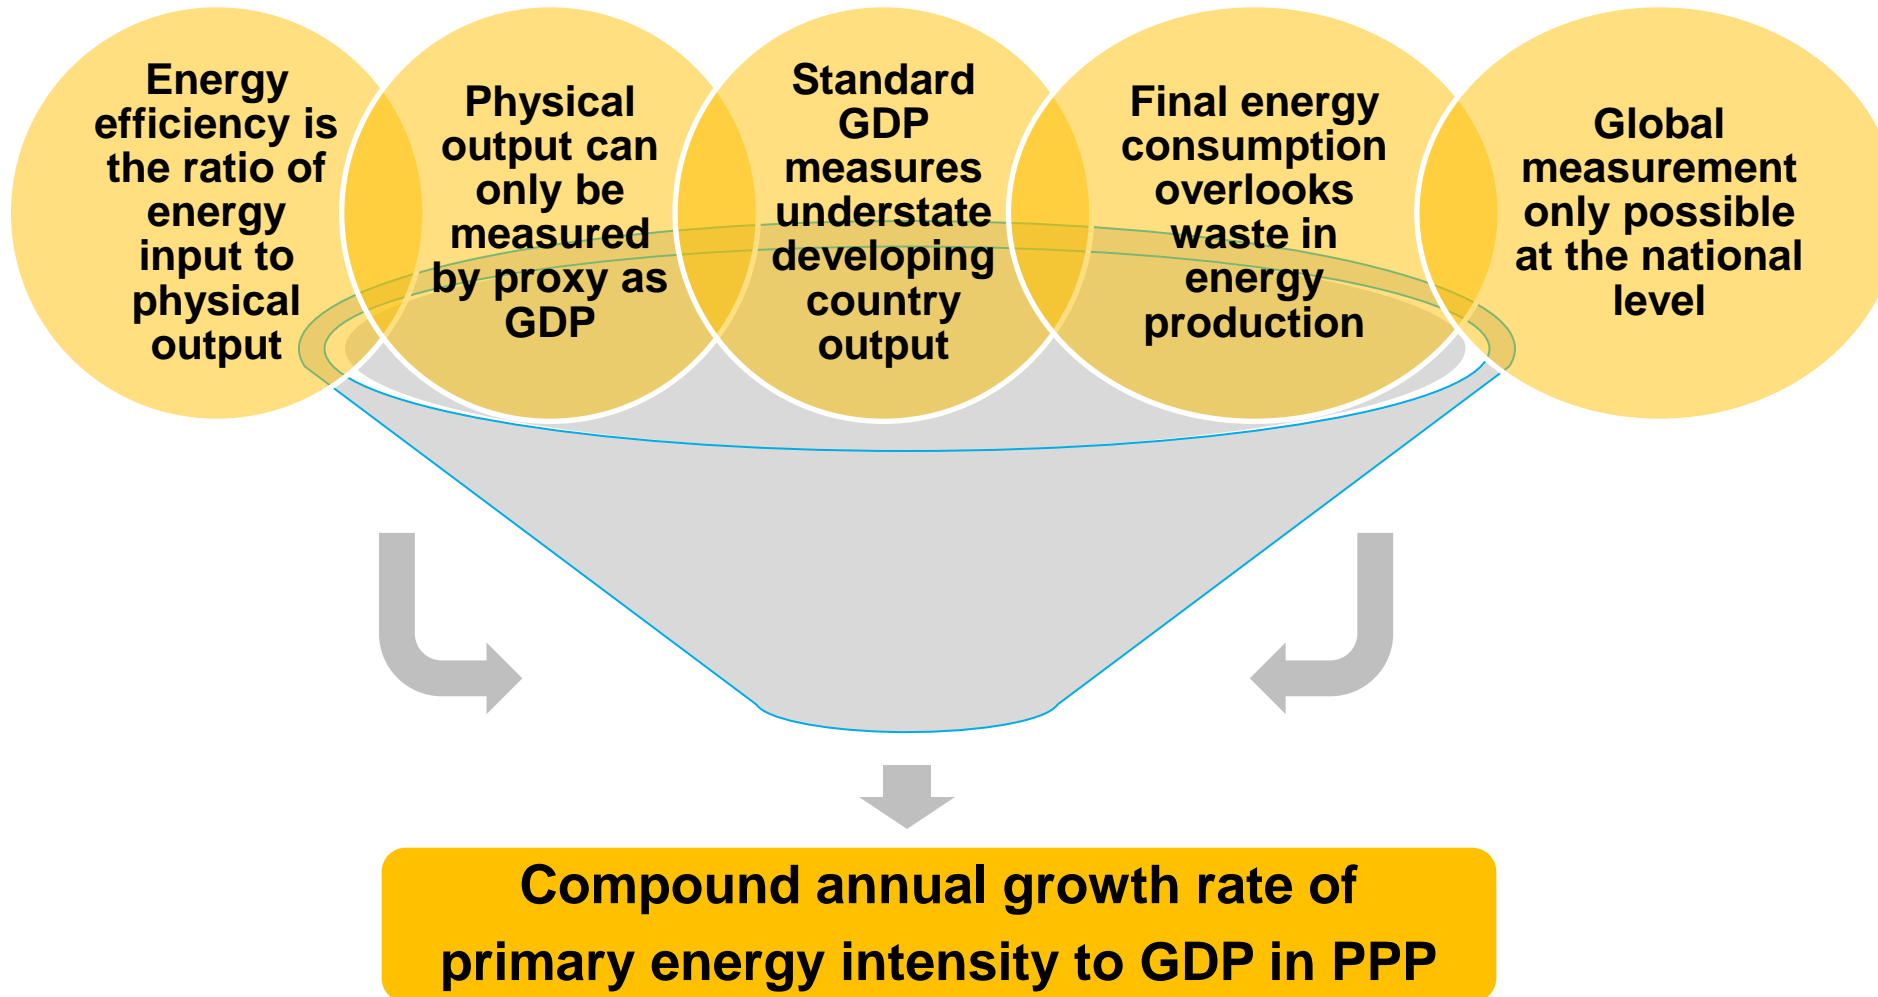 Energy
efficiency is
the ratio of
energy
input to
physical
output
Physical
output can
only be
measured
by proxy as
GDP
Standard
GDP
measures
understate
developing
country
output
Final energy
consumption
overlooks
waste in
energy
production
Global
measurement
only possible
at the national
level
Compound annual growth rate of
primary energy intensity to GDP in PPP